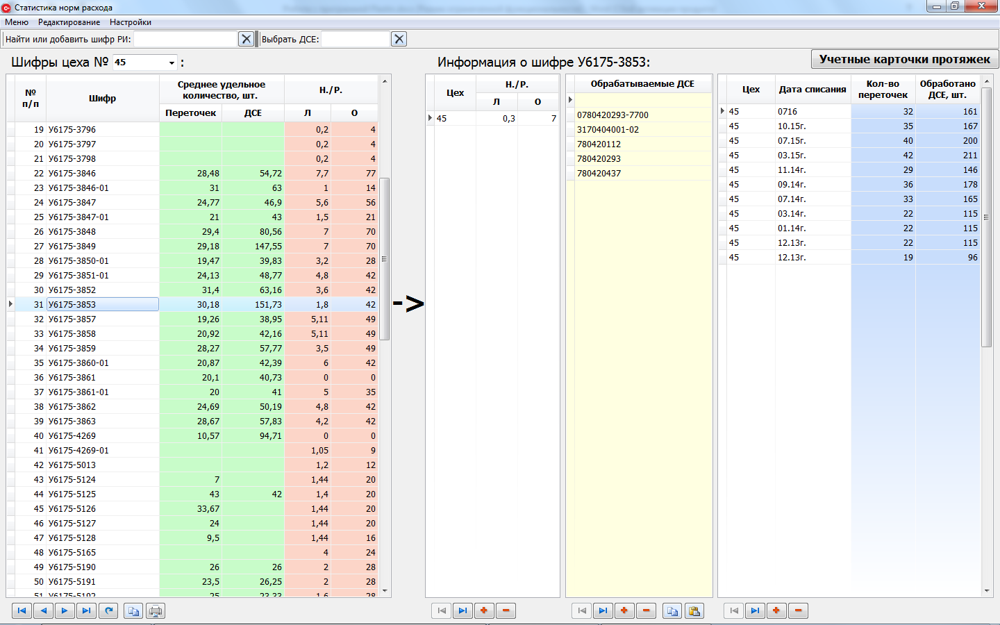 Статистика норм расхода
Меню Редактирование Настройки
Найти или добавить шифр РИ: Выбрать ДСЕ:
Шифры цеха № 45 :
Информация о шифре У6175-3853:
Учетные карточки протяжек
№ п/п Шифр Среднее удельное количество, шт. Н./Р.
Переточек ДСЕ Л О
19 У6175-3796 0,2 4
20 У6175-3797 0,2 4
21 У6175-3798 0,2 4
22 У6175-3846 28,48 54,72 7,7 77
23 У6175-3846-01 31 63 1 14
24 У6175-3847 24,77 46,9 5,6 56
25 У6175-3847-01 21 43 1,5 21
26 У6175-3848 29,4 80,56 7 70
27 У6175-3849 29,18 147,55 7 70
28 У6175-3850-01 19,47 39,83 3,2 28
29 У6175-3851-01 24,13 48,77 4,8 42
30 У6175-3852 31,4 63,16 3,6 42
31 У6175-3853 30,18 151,73 1,8 42
32 У6175-3857 19,26 38,95 5,11 49
33 У6175-3858 20,92 42,16 5,11 49
34 У6175-3859 28,27 57,77 3,5 49
35 У6175-3860-01 20,87 42,39 6 42
36 У6175-3861 20,1 40,73 0 0
37 У6175-3861-01 20 41 5 35
38 У6175-3862 24,69 50,19 4,8 42
39 У6175-3863 28,67 57,83 4,2 42
40 У6175-4269 10,57 94,71 0 0
41 У6175-4269-01 1,05 9
42 У6175-5013 1,2 12
43 У6175-5124 7 1,44 20
44 У6175-5125 43 42 1,4 20
45 У6175-5126 33,67 1,44 20
46 У6175-5127 24 1,44 20
47 У6175-5128 9,5 1,44 16
48 У6175-5165 4 24
49 У6175-5190 26 26 2 28
50 У6175-5191 23,5 26,25 2 28
51 У6175-5192 25 23,33 1,6 28
->
Цех Н./Р.
Л О
45 0,3 7
Обрабатываемые ДСЕ
0780420293-7700
3170404001-02
780420112
780420293
780420437
Цех Дата списания Кол-во переточек Обработано ДСЕ, шт.
45 0716 32 161
45 10.15г. 35 167
45 07.15г. 40 200
45 03.15г. 42 211
45 11.14г. 29 146
45 09.14г. 36 178
45 07.14г. 33 165
45 03.14г. 22 115
45 01.14г. 22 115
45 12.13г. 22 115
45 12.13г. 19 96